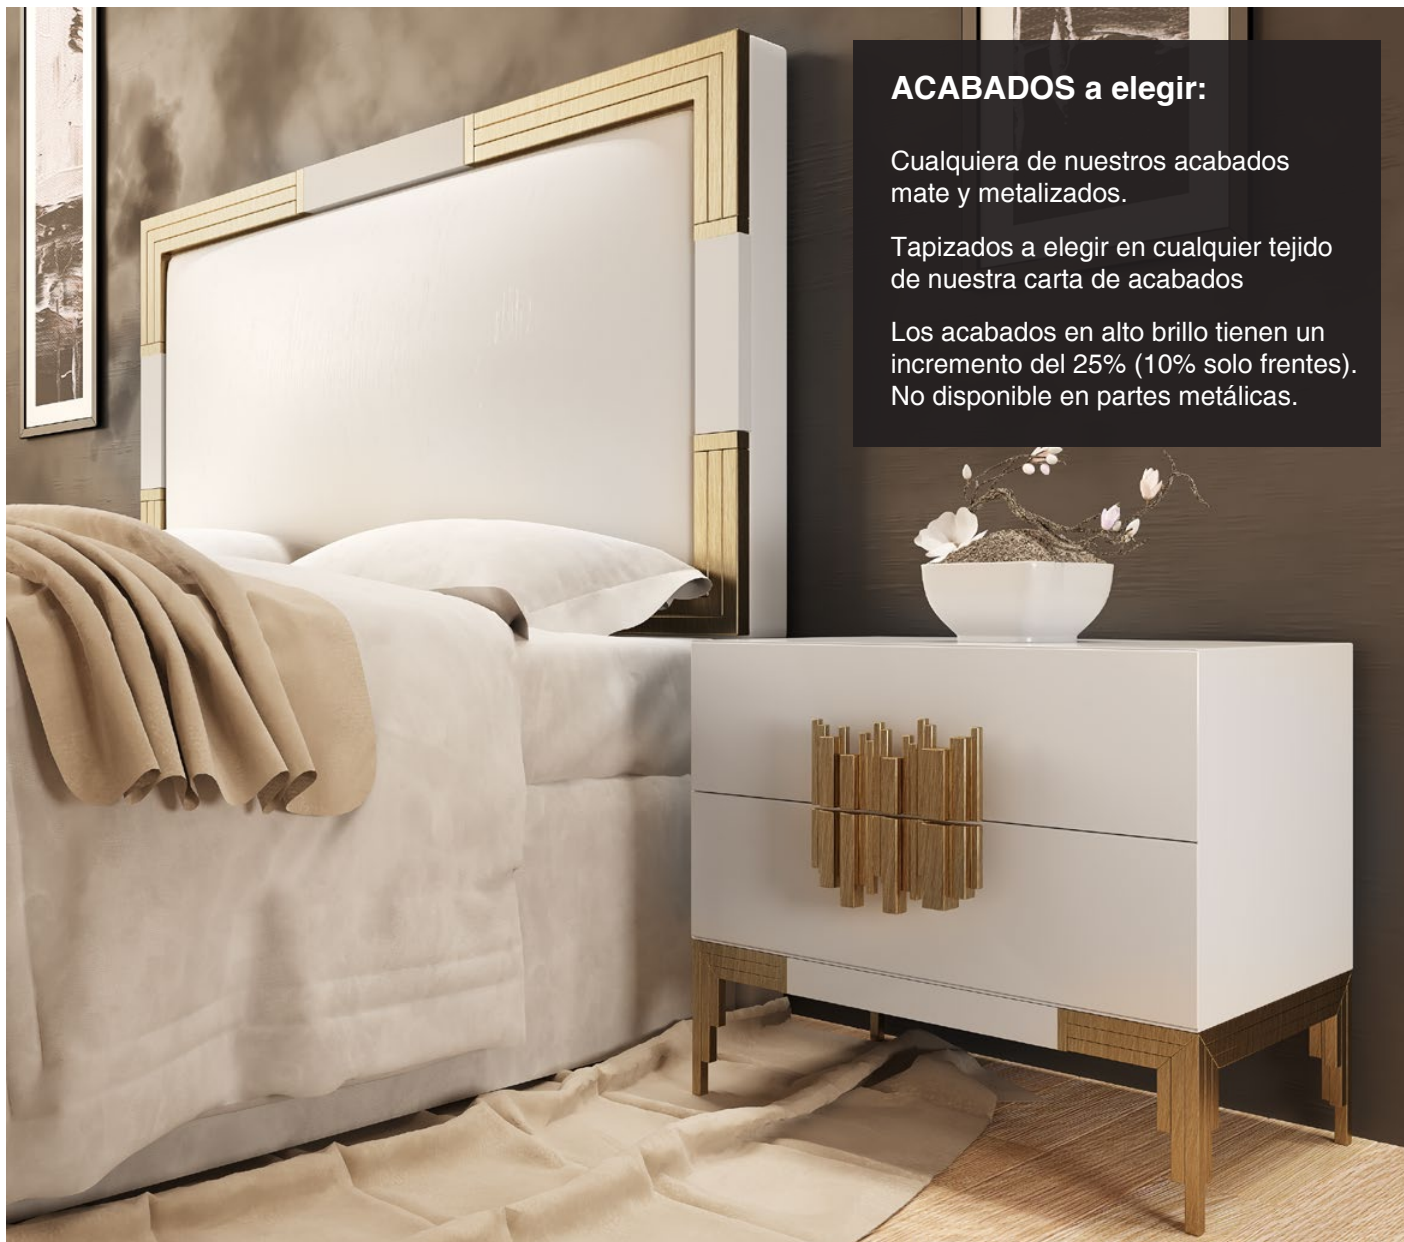 ACABADOS a elegir:
Cualquiera de nuestros acabados
mate y metalizados.
Tapizados a elegir en cualquier tejido
de nuestra carta de acabados
Los acabados en alto brillo tienen un
incremento del 25% (10% solo frentes).
No disponible en partes metálicas.